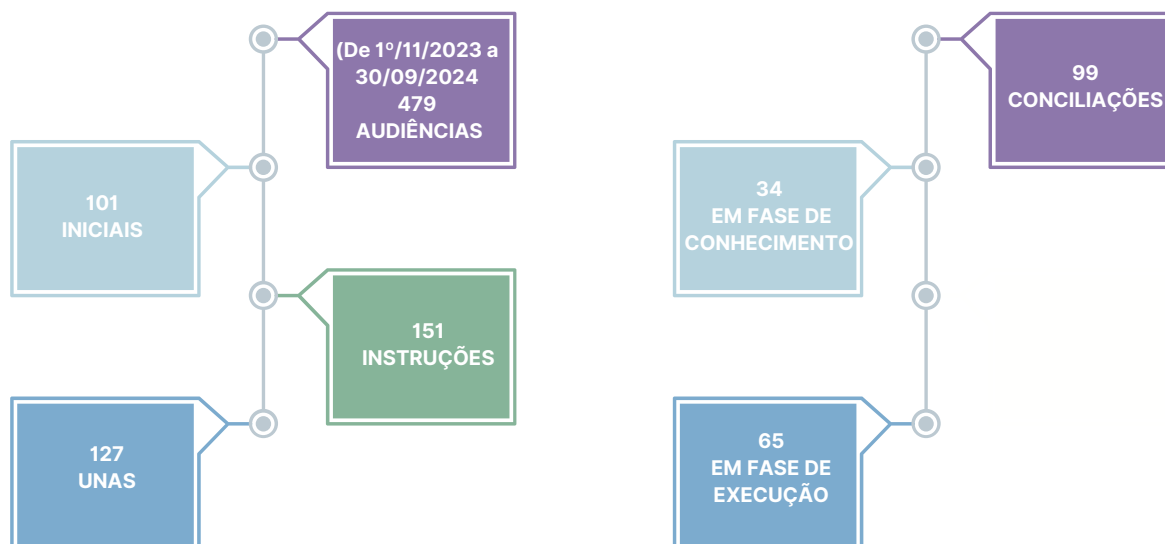 (De 1º/11/2023 a
30/09/2024
479
AUDIÊNCIAS
101
INICIAIS
151
INSTRUÇÕES
127
UNAS
99
CONCILIAÇÕES
34
EM FASE DE
CONHECIMENTO
65
EM FASE DE
EXECUÇÃO